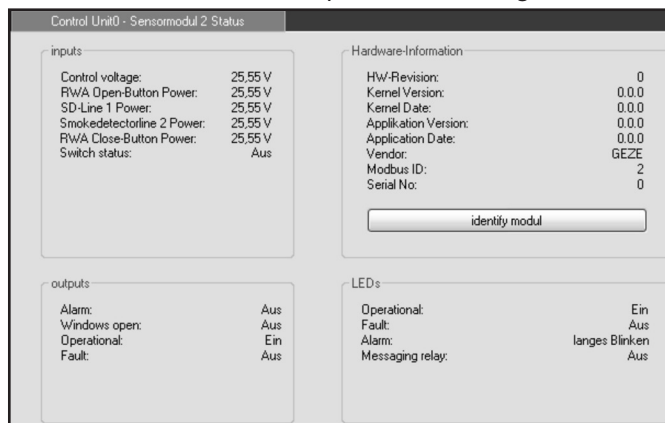 Control Unit0 - Sensormodul 2 Status
inputs
Control voltage: 25,55 V
RWA Open-Button Power: 25,55 V
SD-Line 1 Power: 25,55 V
Smokedetectorline 2 Power: 25,55 V
RWA Close-Button Power: 25,55 V
Switch status: Aus
Hardware-Information
HW-Revision: 0
Kernel Version: 0.0.0
Kernel Date: 0.0.0
Applikation Version: 0.0.0
Application Date: 0.0.0
Vendor: GEZE
Modbus ID: 2
Serial No: 0
identify modul
outputs
Alarm: Aus
Windows open: Aus
Operational: Ein
Fault: Aus
LEDs
Operational: Ein
Fault: Aus
Alarm: langes Blinken
Messaging relay: Aus